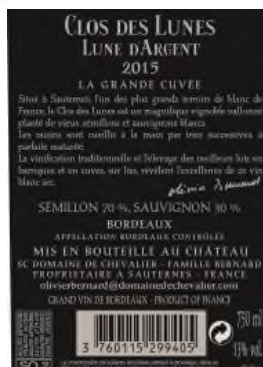 CLOS DES LUNES
LUNE D'ARGENT
2015
LA GRANDE CUVÉE
Situé à Sauternes, l'un des plus grands terroirs de blanc de
France, le Clos des Lunes est un magnifique vignoble vallonné
planté de vieux sémillons et sauvignons blancs.
Les raisins sont cueillis à la main par tries successives à
parfaite maturité.
La vinification traditionnelle et l'élevage des meilleurs lots en
barriques et en cuves, sur lies, révèlent l'excellence de ce vin
blanc sec.
SÉMILLON 70 %, SAUVIGNON 30 %
BORDEAUX
APPELLATION BORDEAUX CONTRÔLÉE
MIS EN BOUTEILLE AU CHÂTEAU
SC DOMAINE DE CHEVALIER - FAMILLE BERNARD
PROPRIETAIRE A SAUTERNES - FRANCE
olivierbernard@domainedechevalier.com
GRAND VIN DE BORDEAUX - PRODUCT OF FRANCE
750 ml
13% vol.
3 760115 299405